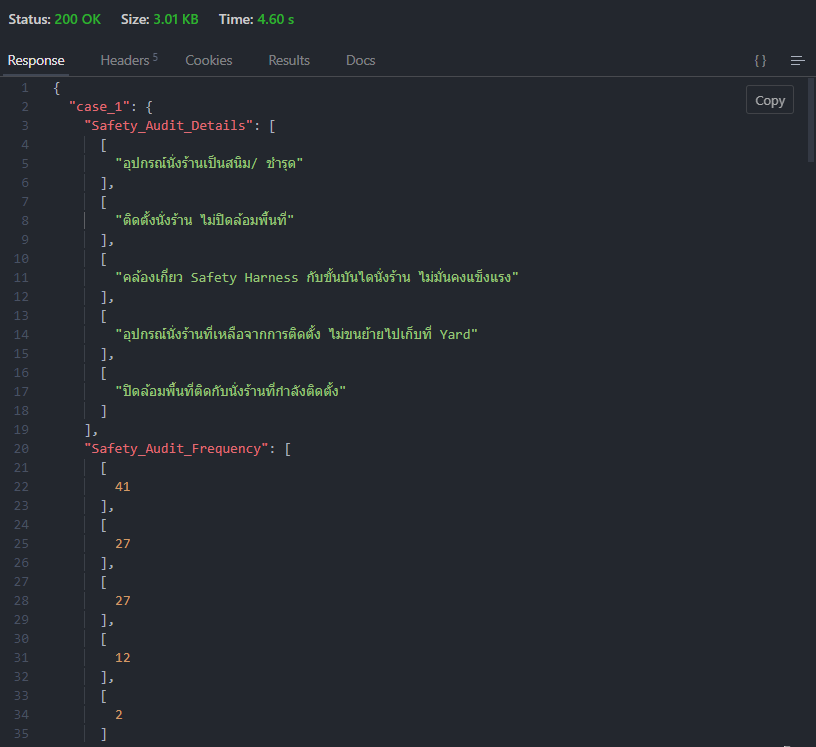 Status: 200 OK Size: 3.01 KB Time: 4.60 s
Response Headers 5 Cookies Results Docs { }
Copy
1 {
2 "case_1": {
3 "Safety_Audit_Details": [
4 [
5 "อุปกรณ์นั่งร้านเป็นสนิม/ ชำรุด"
6 ],
7 [
8 "ติดตั้งนั่งร้าน ไม่ปิดล้อมพื้นที่"
9 ],
10 [
11 "คล้องเกี่ยว Safety Harness กับขั้นบันไดนั่งร้าน ไม่มั่นคงแข็งแรง"
12 ],
13 [
14 "อุปกรณ์นั่งร้านที่เหลือจากการติดตั้ง ไม่ขนย้ายไปเก็บที่ Yard"
15 ],
16 [
17 "ปิดล้อมพื้นที่ติดกับนั่งร้านที่กำลังติดตั้ง"
18 ]
19 ],
20 "Safety_Audit_Frequency": [
21 [
22 41
23 ],
24 [
25 27
26 ],
27 [
28 27
29 ],
30 [
31 12
32 ],
33 [
34 2
35 ]